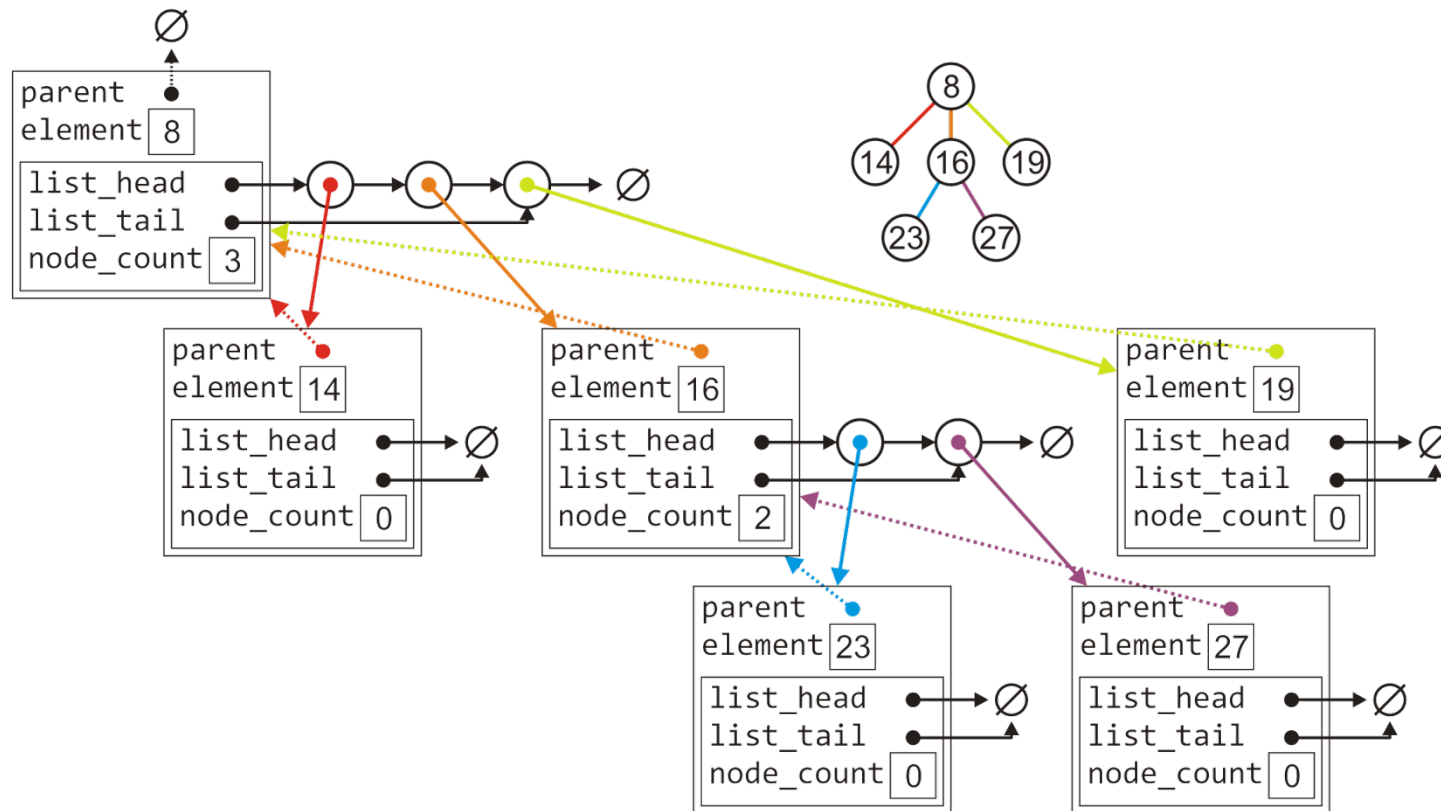 ∅
parent
element 8
list_head ∅
list_tail
node_count 3
8
14 16 19
23 27
parent
element 14
list_head ∅
list_tail
node_count 0
parent
element 16
list_head ∅
list_tail
node_count 2
parent
element 19
list_head ∅
list_tail
node_count 0
parent
element 23
list_head ∅
list_tail
node_count 0
parent
element 27
list_head ∅
list_tail
node_count 0